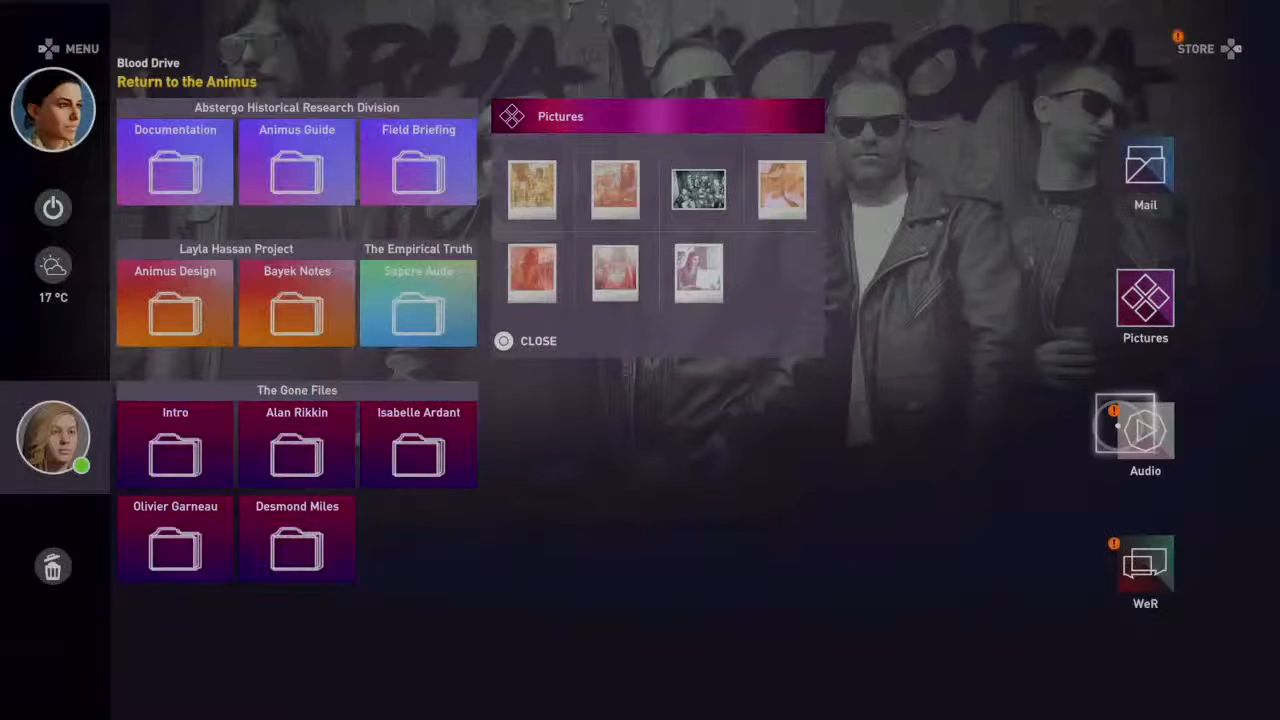 MENU
STORE
Blood Drive
Return to the Animus
Abstergo Historical Research Division
Documentation
Animus Guide
Field Briefing
Layla Hassan Project
The Empirical Truth
Animus Design
Bayek Notes
Sapere Aude
The Gone Files
Intro
Alan Rikkin
Isabelle Ardant
Olivier Garneau
Desmond Miles
17 °C
Pictures
CLOSE
Mail
Pictures
Audio
WeR